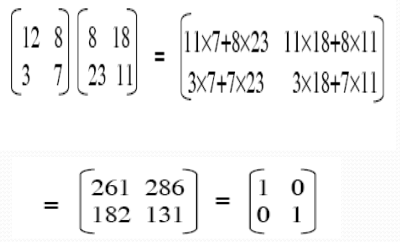 12 8 8 18 = 11×7+8×23 11×18+8×11
3 7 23 11 3×7+7×23 3×18+7×11
= 261 286 = 1 0
182 131 0 1